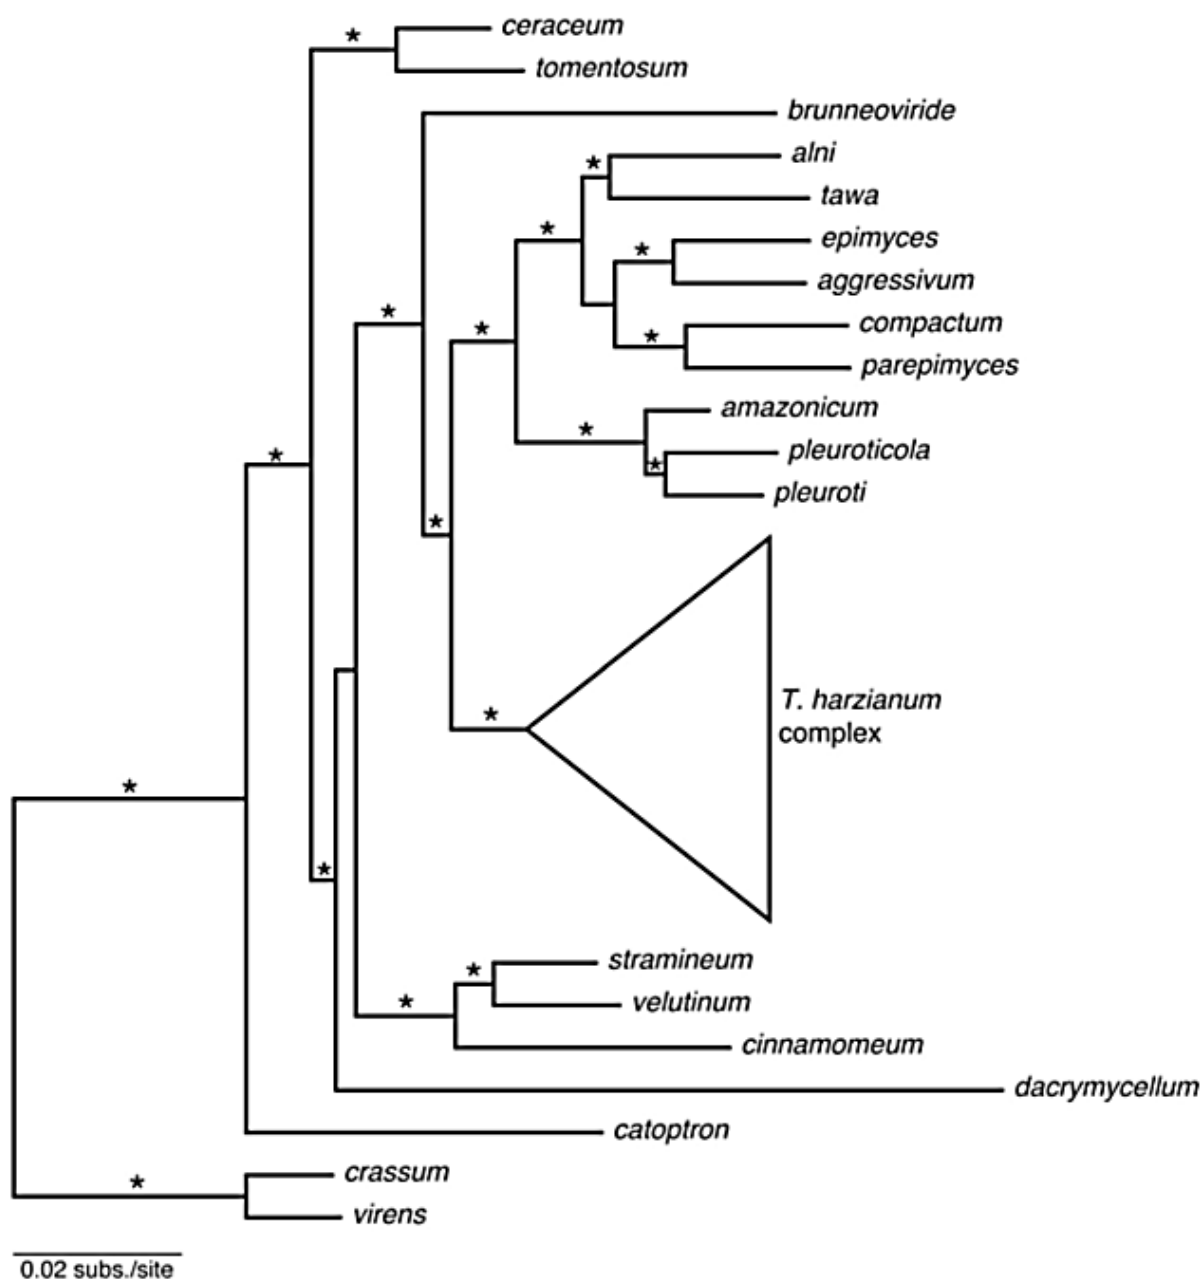 *
ceraceum
tomentosum
brunneoviride
*
alni
tawa
*
*
epimyces
aggressivum
*
*
compactum
*
parepimyces
amazonicum
*
*
pleuroticola
*
pleuroti
*
*
T. harzianum
complex
*
*
stramineum
*
*
velutinum
cinnamomeum
dacrymycellum
catoptron
*
crassum
virens
0.02 subs./site